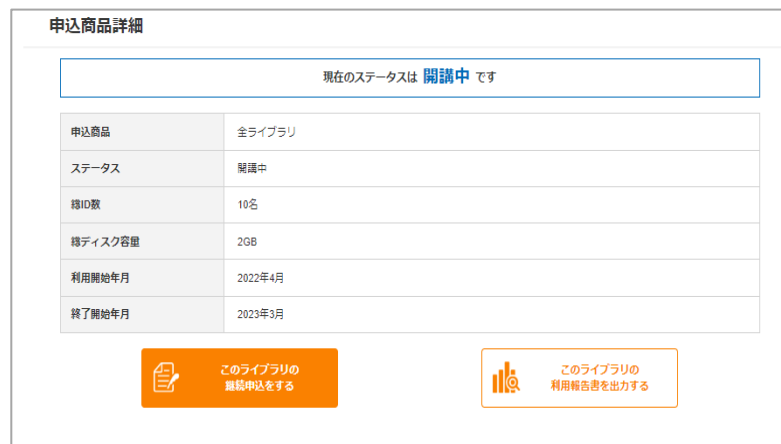 申込商品詳細
現在のステータスは 開講中 です
申込商品 全ライブラリ
ステータス 開講中
総ID数 10名
総ディスク容量 2GB
利用開始年月 2022年4月
終了開始年月 2023年3月
このライブラリの
継続申込をする
このライブラリの
利用報告書を出力する